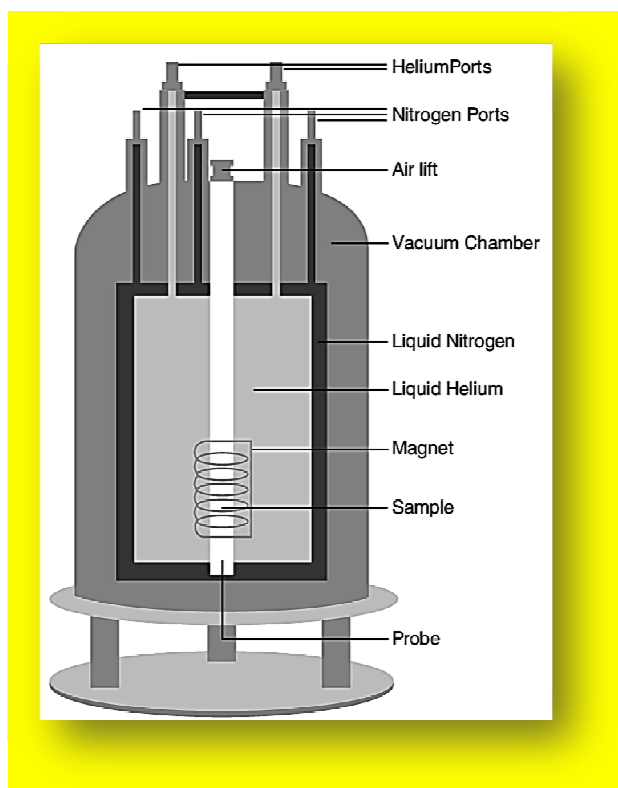 HeliumPorts
Nitrogen Ports
Air lift
Vacuum Chamber
Liquid Nitrogen
Liquid Helium
Magnet
Sample
Probe